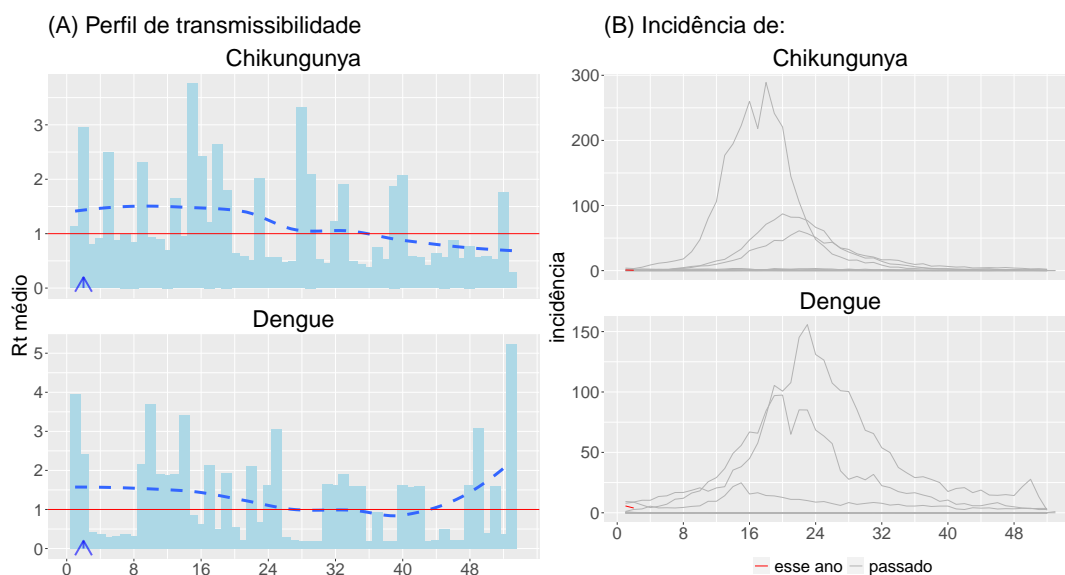 (A) Perfil de transmissibilidade
Chikungunya
3
2
1
0
Dengue
5
4
3
2
1
0
0 8 16 24 32 40 48
Rt médio
(B) Incidência de:
Chikungunya
300
200
100
0
Dengue
150
100
50
0
0 8 16 24 32 40 48
incidência
esse ano passado